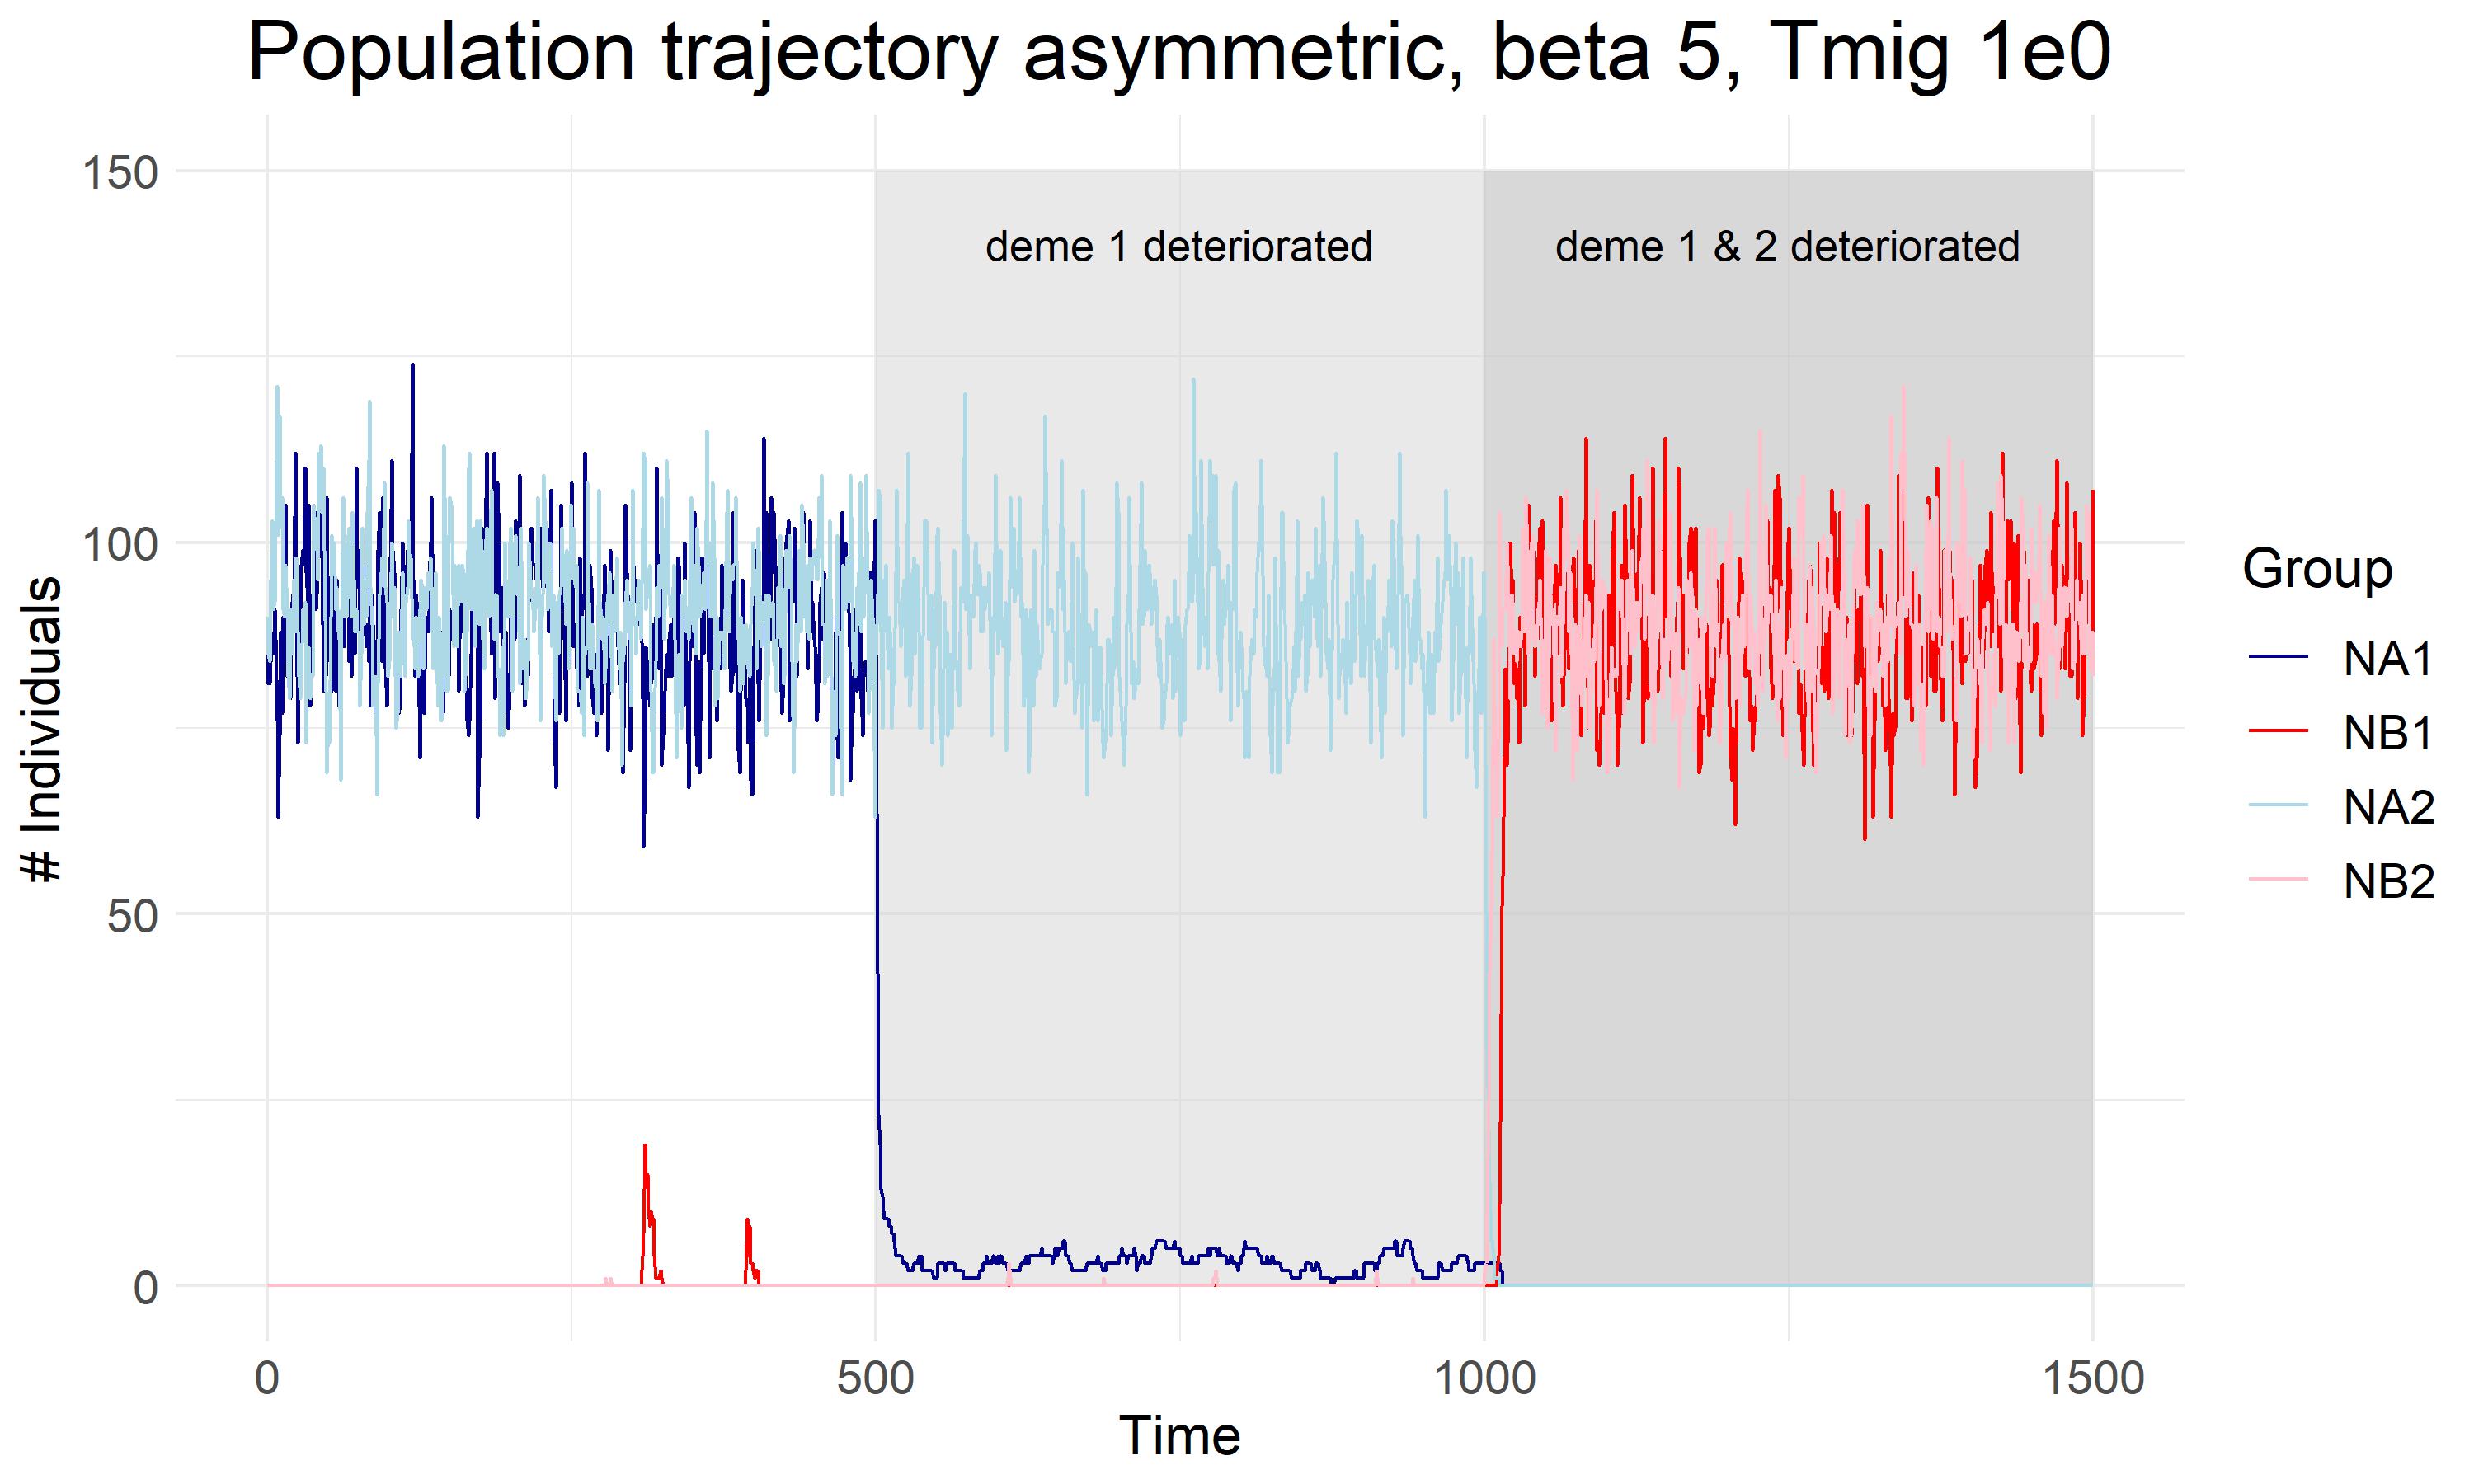 Population trajectory asymmetric, beta 5, Tmig 1e0
150
100
50
0
# Individuals
deme 1 deteriorated
deme 1 & 2 deteriorated
0
500
1000
1500
Time
Group
NA1
NB1
NA2
NB2